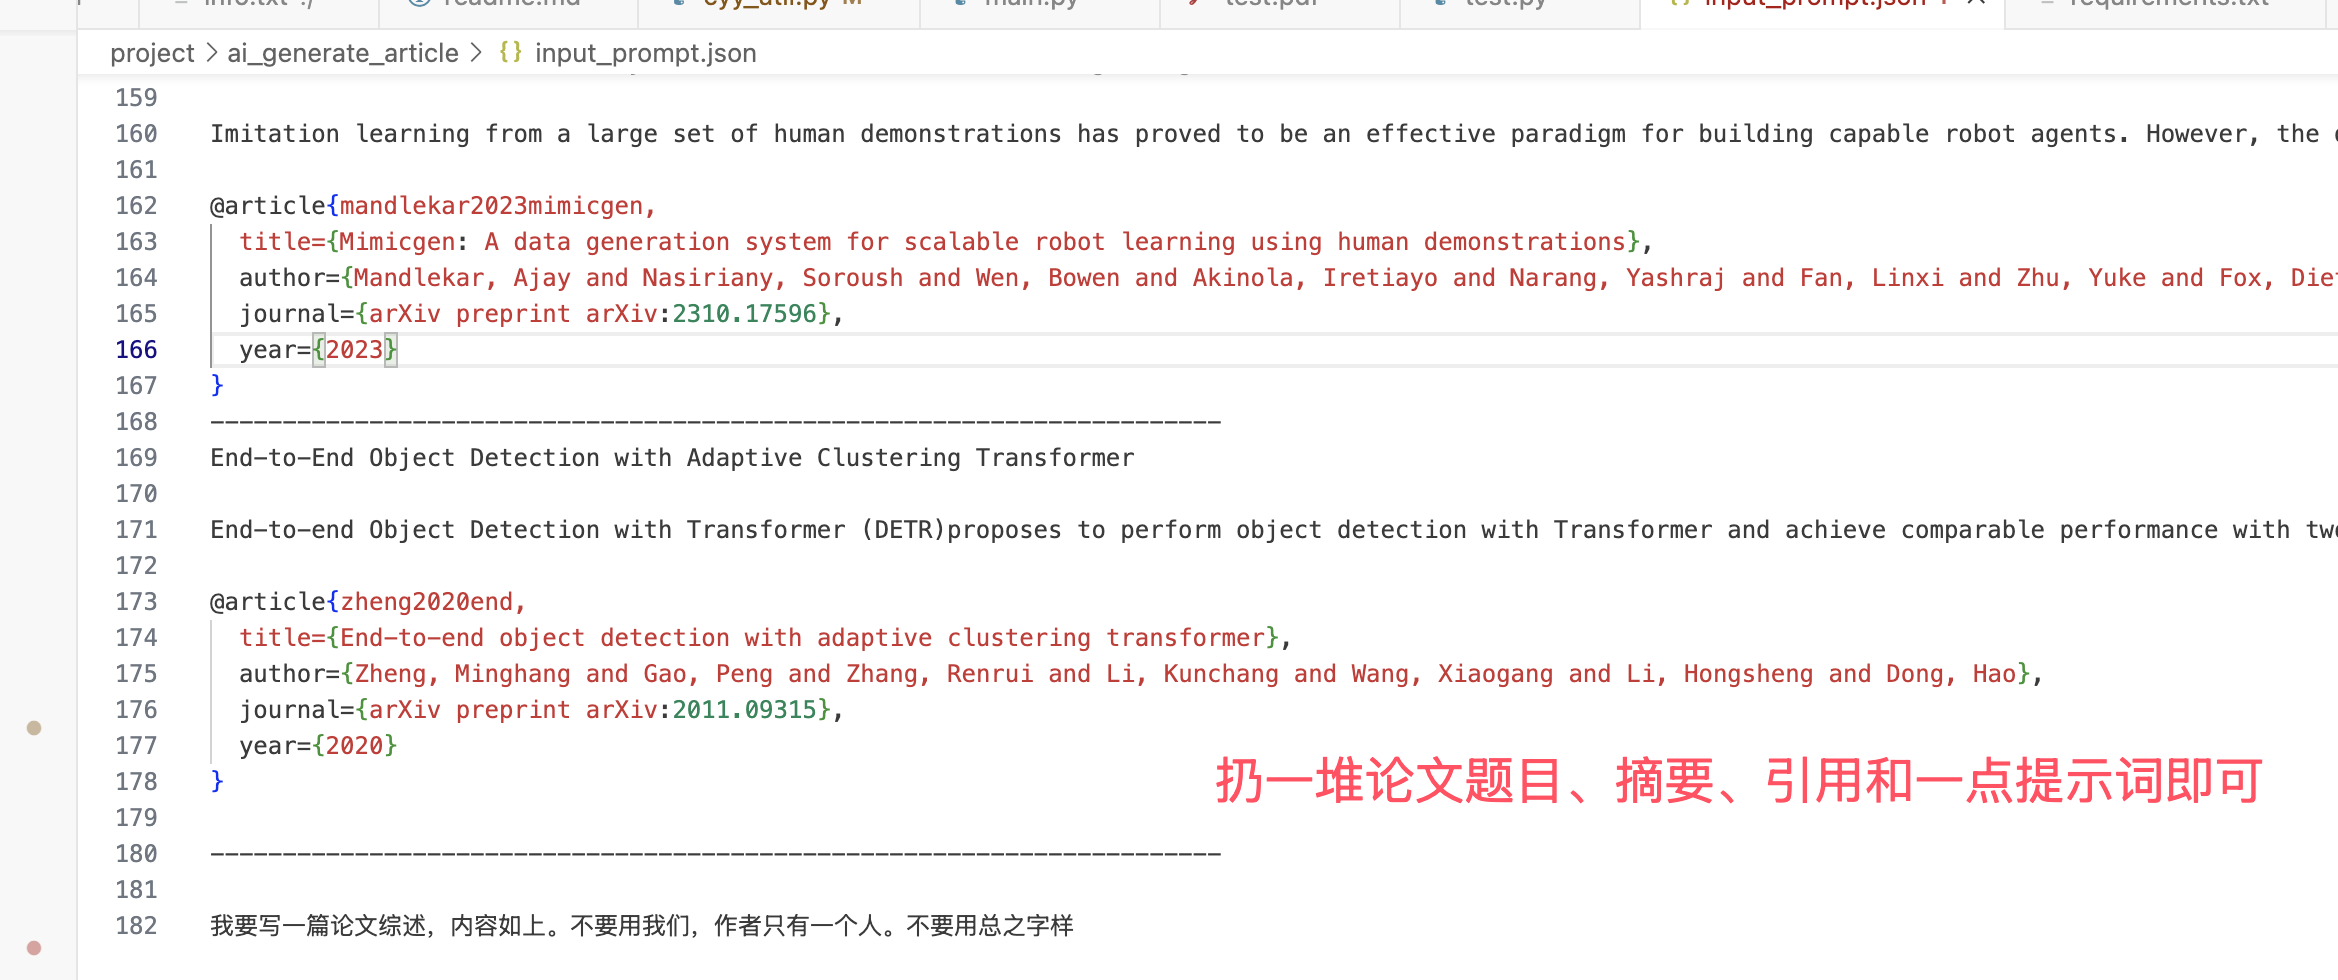 info.txt ./
readme.md
cyy_util.py M
main.py
test.pdf
test.py
{} input_prompt.json
requirements.txt
project > ai_generate_article > {} input_prompt.json
159
160 Imitation learning from a large set of human demonstrations has proved to be an effective paradigm for building capable robot agents. However, the
161
162 @article{mandlekar2023mimicgen,
163 title={Mimicgen: A data generation system for scalable robot learning using human demonstrations},
164 author={Mandlekar, Ajay and Nasiriany, Soroush and Wen, Bowen and Akinola, Iretiayo and Narang, Yashraj and Fan, Linxi and Zhu, Yuke and Fox, Die
165 journal={arXiv preprint arXiv:2310.17596},
166 year={2023}
167 }
168 ----------------------------------------------------------------------
169 End-to-End Object Detection with Adaptive Clustering Transformer
170
171 End-to-end Object Detection with Transformer (DETR)proposes to perform object detection with Transformer and achieve comparable performance with
172
173 @article{zheng2020end,
174 title={End-to-end object detection with adaptive clustering transformer},
175 author={Zheng, Minghang and Gao, Peng and Zhang, Renrui and Li, Kunchang and Wang, Xiaogang and Li, Hongsheng and Dong, Hao},
176 journal={arXiv preprint arXiv:2011.09315},
177 year={2020}
178 }
扔一堆论文题目、摘要、引用和一点提示词即可
179
180 ----------------------------------------------------------------------
181
182 我要写一篇论文综述，内容如上。不要用我们，作者只有一个人。不要用总之字样